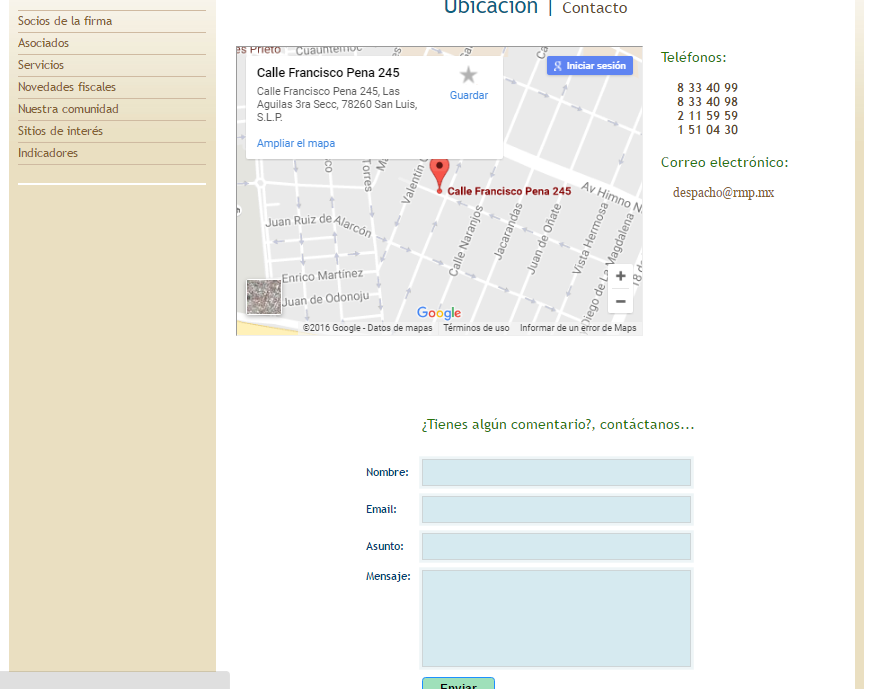 Ubicación | Contacto
Socios de la firma
Asociados
Servicios
Novedades fiscales
Nuestra comunidad
Sitios de interés
Indicadores
es Prieto
Cuauhtémoc
Calle Francisco Pena 245
Calle Francisco Pena 245, Las
Aguilas 3ra Secc, 78260 San Luis,
S.L.P.
Guardar
Ampliar el mapa
Iniciar sesión
Torres
Valentín
Calle Francisco Pena 245
Av Himno N
Juan Ruiz de Alarcón
Calle Naranjos
Jacarandas
Juan de Oñate
Vista Hermosa
Diego de La Magdalena
18 d
Enrico Martínez
Juan de Odonoju
+
−
Google
©2016 Google - Datos de mapas
Términos de uso
Informar de un error de Maps
Teléfonos:
8 33 40 99
8 33 40 98
2 11 59 59
1 51 04 30
Correo electrónico:
despacho@rmp.mx
¿Tienes algún comentario?, contáctanos...
Nombre:
Email:
Asunto:
Mensaje:
Enviar